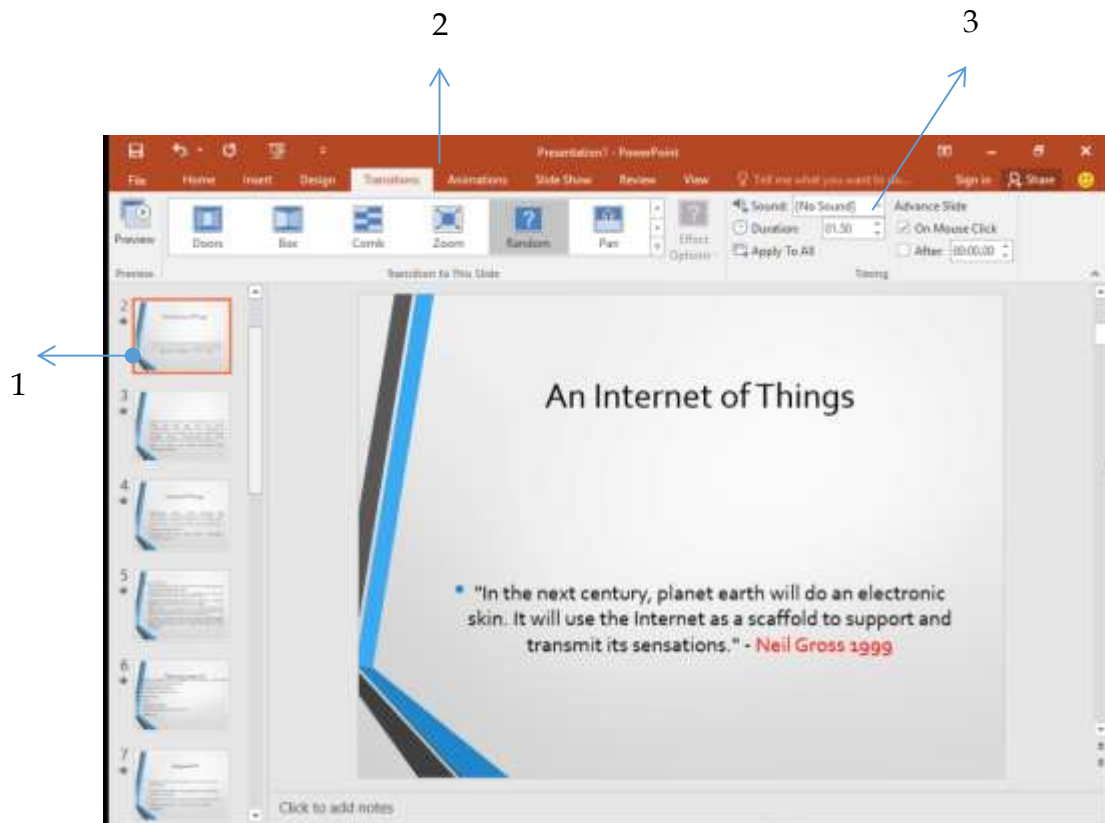 2
3
1
Presentation1 - PowerPoint
File Home Insert Design Transitions Animations Slide Show Review View Tell me what you want to do... Sign in Share
Preview Doors Box Comb Zoom Random Pan Effect Options
Sound: [No Sound] Advance Slide
Duration: 01.50 On Mouse Click
Apply To All After: 00:00.00
Preview Transition to This Slide Timing
2
3
4
5
6
7
An Internet of Things
"In the next century, planet earth will do an electronic
skin. It will use the Internet as a scaffold to support and
transmit its sensations." - Neil Gross 1999
Click to add notes